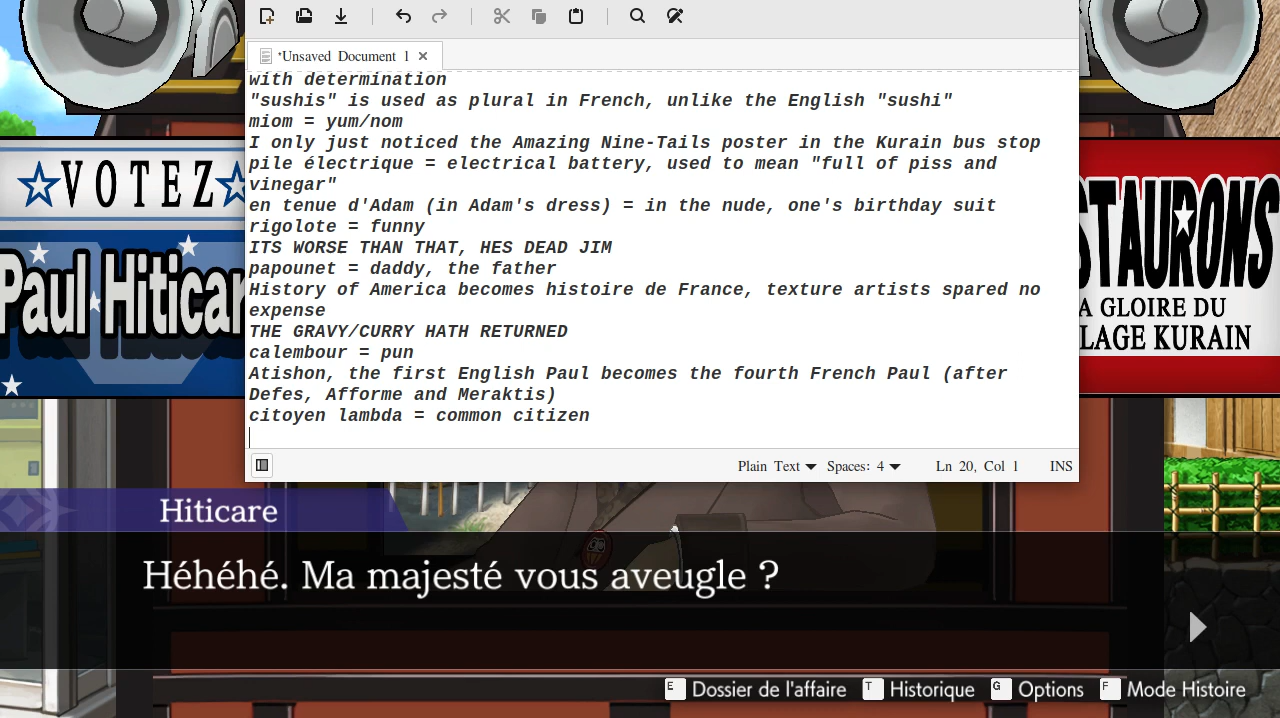 *Unsaved Document 1
with determination
"sushis" is used as plural in French, unlike the English "sushi"
miom = yum/nom
I only just noticed the Amazing Nine-Tails poster in the Kurain bus stop
pile électrique = electrical battery, used to mean "full of piss and
vinegar"
en tenue d'Adam (in Adam's dress) = in the nude, one's birthday suit
rigolote = funny
ITS WORSE THAN THAT, HES DEAD JIM
papounet = daddy, the father
History of America becomes histoire de France, texture artists spared no
expense
THE GRAVY/CURRY HATH RETURNED
calembour = pun
Atishon, the first English Paul becomes the fourth French Paul (after
Defes, Afforme and Meraktis)
citoyen lambda = common citizen
Plain Text Spaces: 4 Ln 20, Col 1 INS
VOTEZ
Paul Hiticar
STAURONS
A GLOIRE DU
LAGE KURAIN
Hiticare
Héhéhé. Ma majesté vous aveugle ?
E Dossier de l'affaire T Historique G Options F Mode Histoire